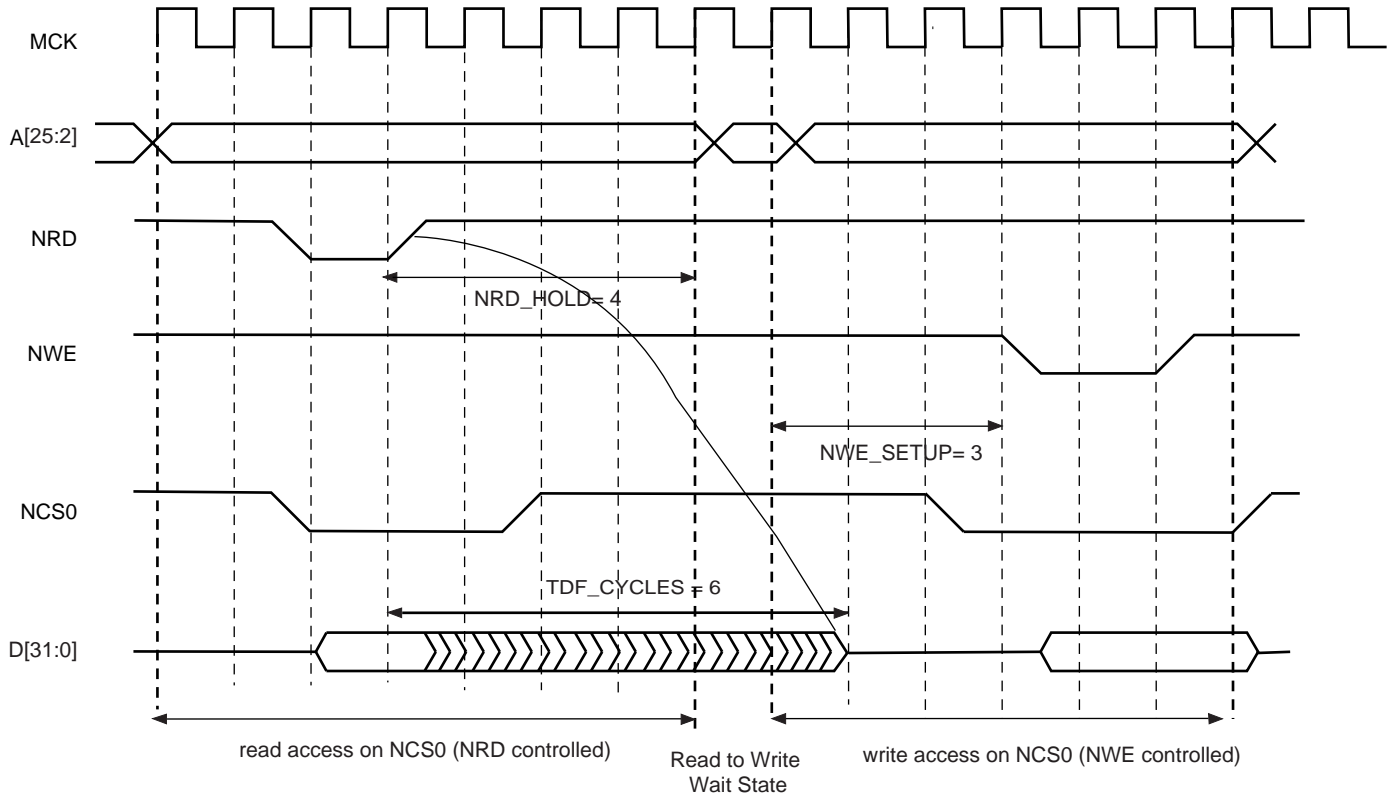 MCK
A[25:2]
NRD
NRD_HOLD= 4
NWE
NWE_SETUP= 3
NCS0
TDF_CYCLES = 6
D[31:0]
read access on NCS0 (NRD controlled)
Read to Write
Wait State
write access on NCS0 (NWE controlled)